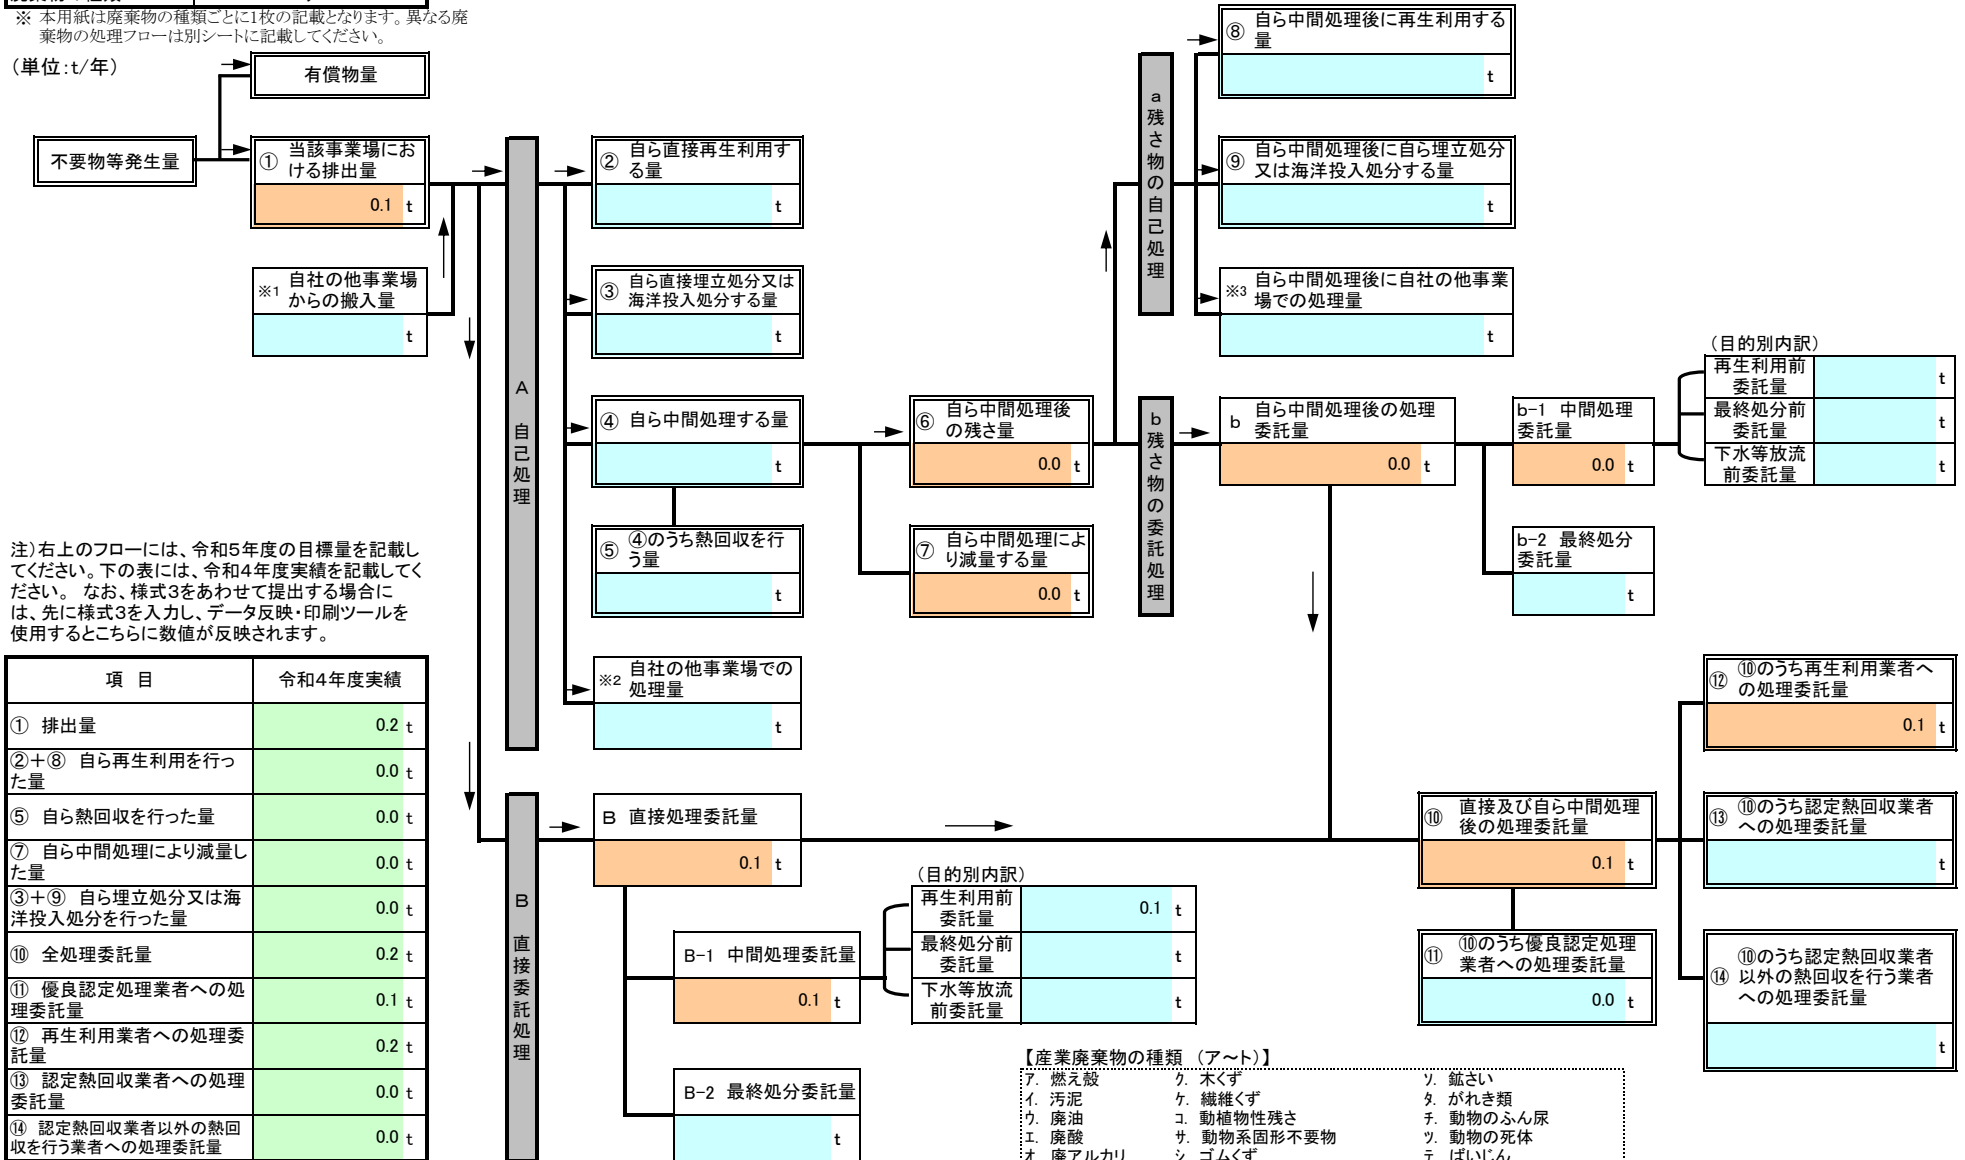 ※ 本用紙は廃棄物の種類ごとに1枚の記載となります。異なる廃
棄物の処理フローは別シートに記載してください。
(単位:t/年)
有償物量
不要物等発生量
① 当該事業場にお
ける排出量
0.1 t
※1 自社の他事業場
からの搬入量
t
A 自己処理
② 自ら直接再生利用す
る量
t
③ 自ら直接埋立処分又は
海洋投入処分する量
t
④ 自ら中間処理する量
t
⑤ ④のうち熱回収を行
う量
t
※2 自社の他事業場での
処理量
t
⑥ 自ら中間処理後
の残さ量
0.0 t
⑦ 自ら中間処理によ
り減量する量
0.0 t
a 残さ物の自己処理
⑧ 自ら中間処理後に再生利用する
量
t
⑨ 自ら中間処理後に自ら埋立処分
又は海洋投入処分する量
t
※3 自ら中間処理後に自社の他事業
場での処理量
t
b 残さ物の委託処理
b 自ら中間処理後の処理
委託量
0.0 t
b-1 中間処理
委託量
0.0 t
b-2 最終処分
委託量
t
(目的別内訳)
再生利用前
委託量
t
最終処分前
委託量
t
下水等放流
前委託量
t
注)右上のフローには、令和5年度の目標量を記載し
てください。下の表には、令和4年度実績を記載してく
ださい。 なお、様式3をあわせて提出する場合に
は、先に様式3を入力し、データ反映・印刷ツールを
使用するとこちらに数値が反映されます。
項 目 令和4年度実績
① 排出量 0.2 t
②+⑧ 自ら再生利用を行っ
た量 0.0 t
⑤ 自ら熱回収を行った量 0.0 t
⑦ 自ら中間処理により減量し
た量 0.0 t
③+⑨ 自ら埋立処分又は海
洋投入処分を行った量 0.0 t
⑩ 全処理委託量 0.2 t
⑪ 優良認定処理業者への処
理委託量 0.1 t
⑫ 再生利用業者への処理委
託量 0.2 t
⑬ 認定熱回収業者への処理
委託量 0.0 t
⑭ 認定熱回収業者以外の熱回
収を行う業者への処理委託量 0.0 t
B 直接委託処理
B 直接処理委託量
0.1 t
B-1 中間処理委託量
0.1 t
B-2 最終処分委託量
t
(目的別内訳)
再生利用前
委託量
0.1 t
最終処分前
委託量
t
下水等放流
前委託量
t
⑩ 直接及び自ら中間処理
後の処理委託量
0.1 t
⑪ ⑩のうち優良認定処理
業者への処理委託量
0.0 t
⑫ ⑩のうち再生利用業者へ
の処理委託量
0.1 t
⑬ ⑩のうち認定熱回収業者
への処理委託量
t
⑭ ⑩のうち認定熱回収業者
以外の熱回収を行う業者
への処理委託量
t
【産業廃棄物の種類 (ア～ト)】
ア. 燃え殻 ク. 木くず ソ. 鉱さい
イ. 汚泥 ケ. 繊維くず タ. がれき類
ウ. 廃油 コ. 動植物性残さ チ. 動物のふん尿
エ. 廃酸 サ. 動物系固形不要物 ツ. 動物の死体
オ. 廃アルカリ シ. ゴムくず テ. ばいじん